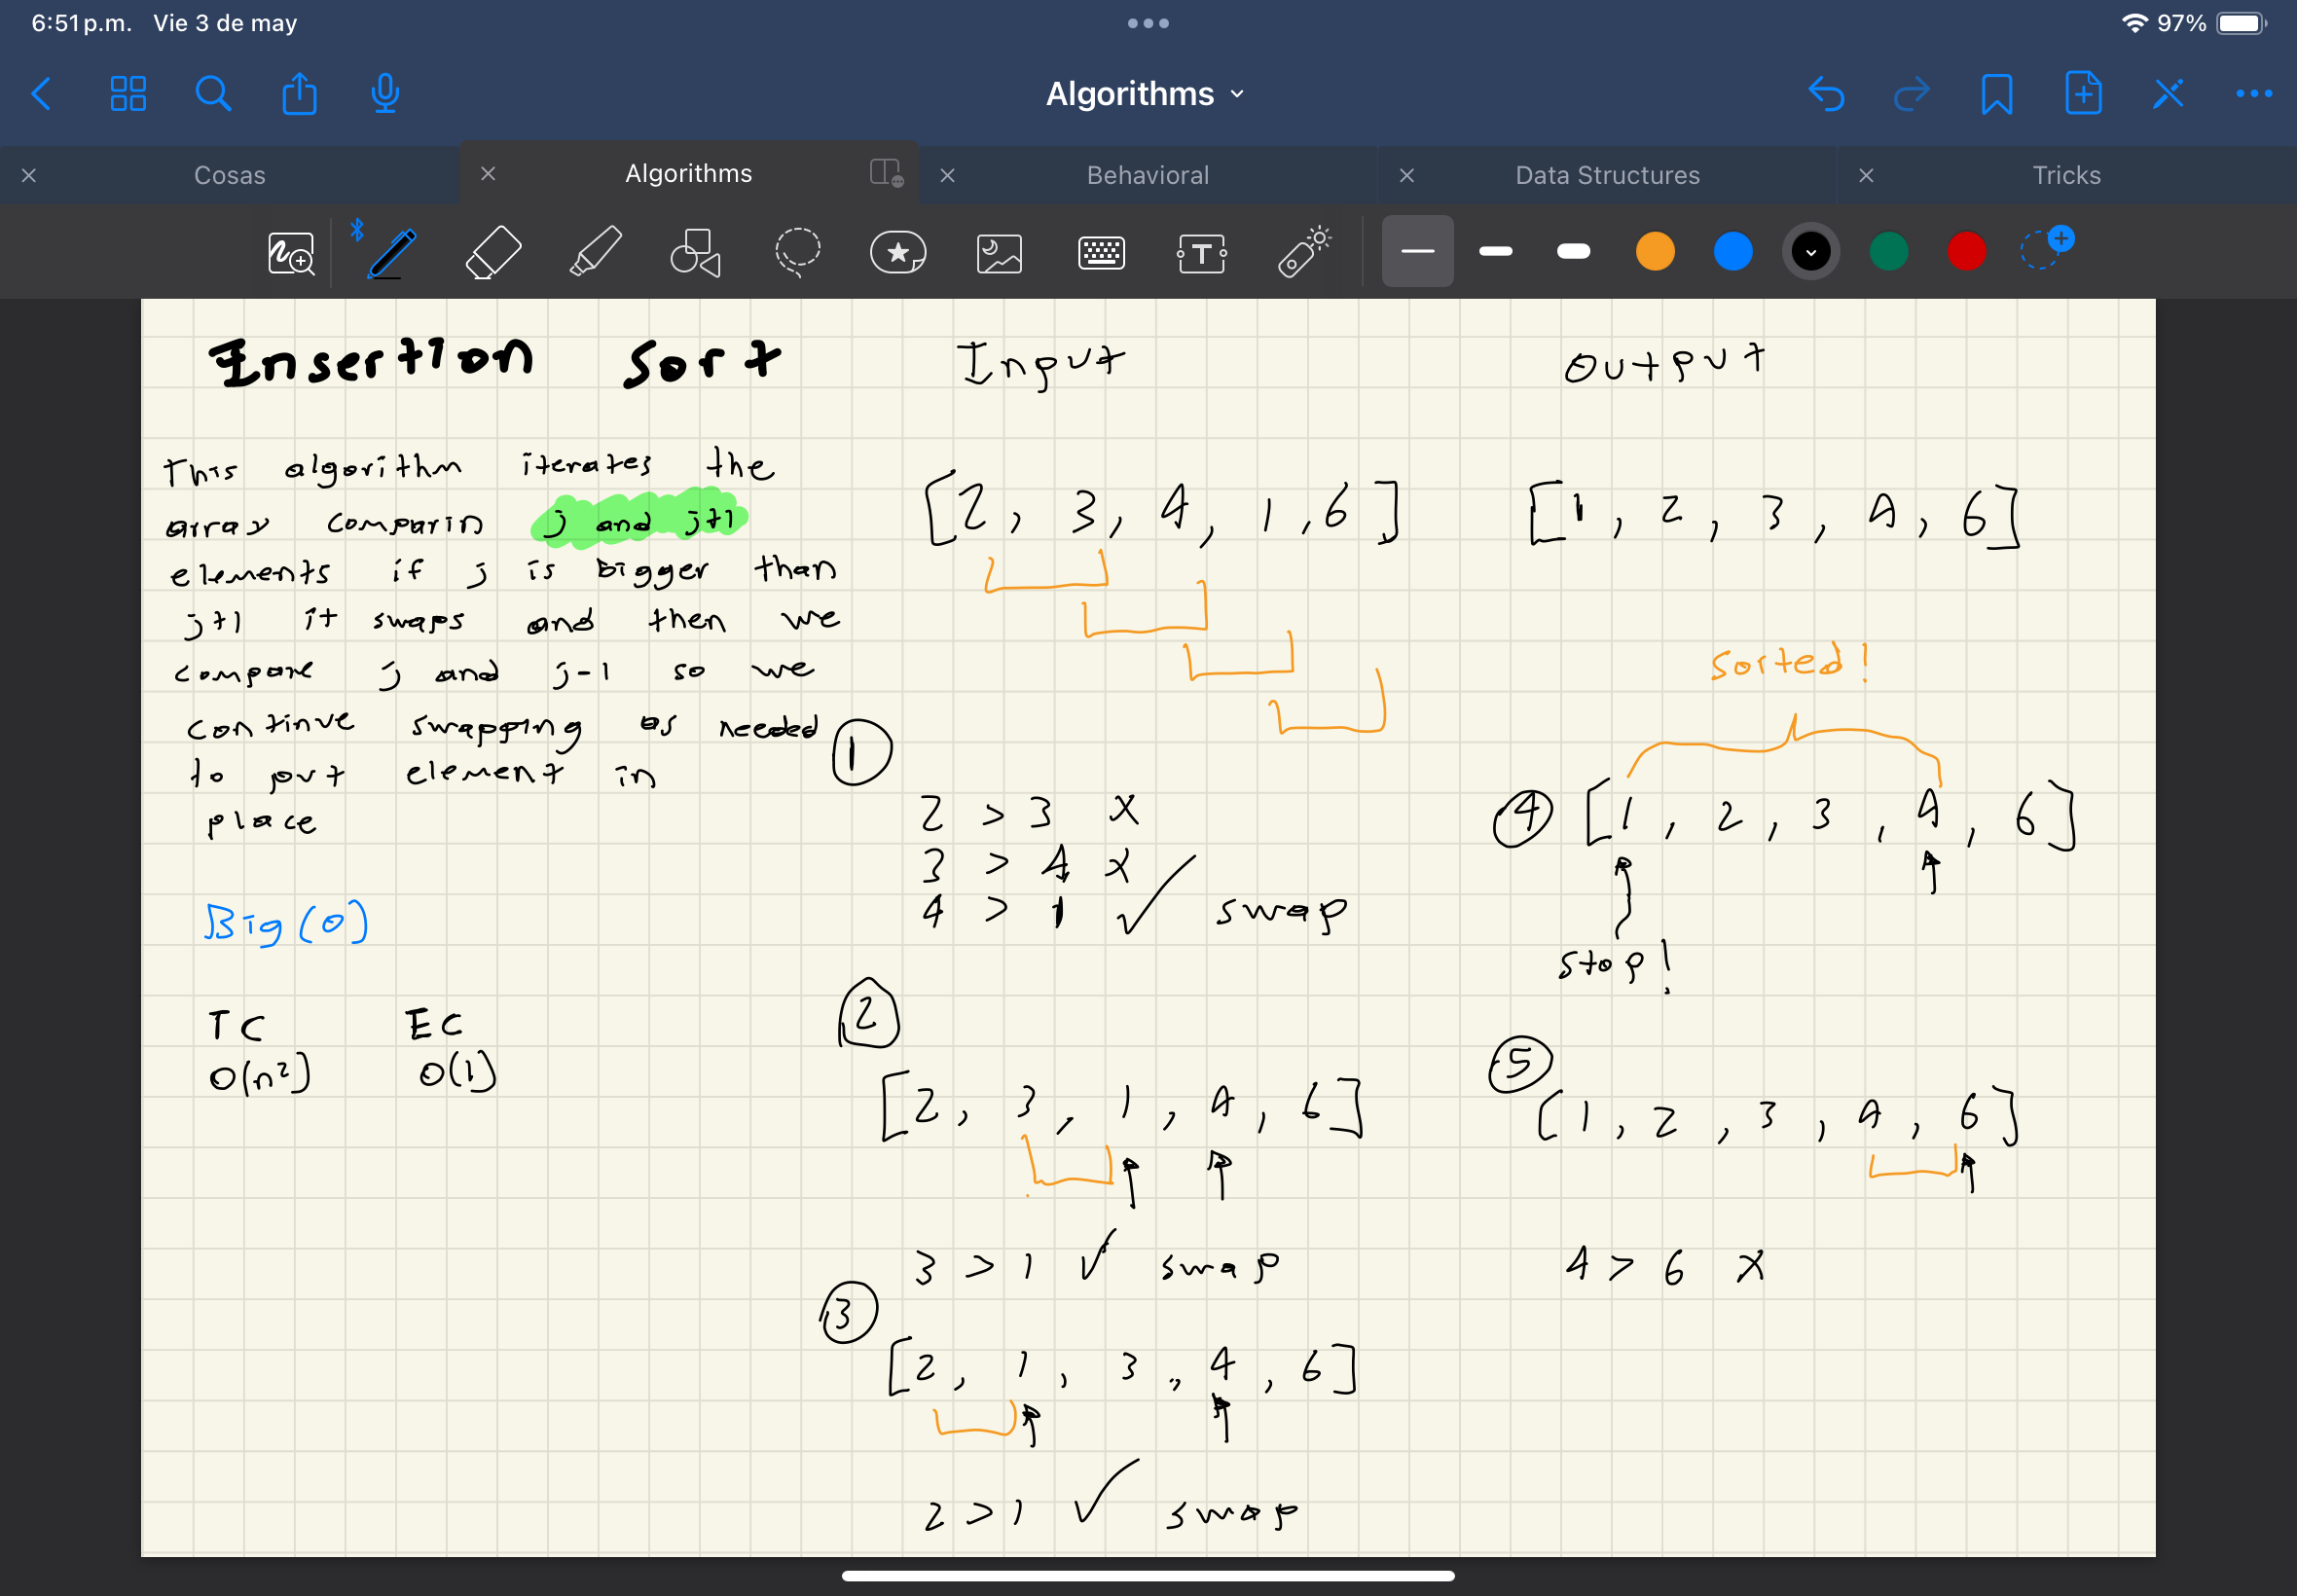 6:51 p.m. Vie 3 de may
97%
Algorithms
Cosas
Algorithms
Behavioral
Data Structures
Tricks
Insertion Sort
This algorithm iterates the
array comparin j and j+1
elements if j is bigger than
j+1 it swaps and then we
compare j and j-1 so we
continue swapping as needed
to put element in
place
Big(O)
TC EC
O(n²) O(1)
Input
[2, 3, 4, 1, 6]
1
2 > 3 X
3 > 4 X
4 > 1 ✓ swap
2
[2, 3, 1, 4, 6]
3 > 1 ✓ swap
3
[2, 1, 3, 4, 6]
2 > 1 ✓ swap
Output
[1, 2, 3, 4, 6]
sorted!
4 [1, 2, 3, 4, 6]
stop!
5
[1, 2, 3, 4, 6]
4 > 6 X